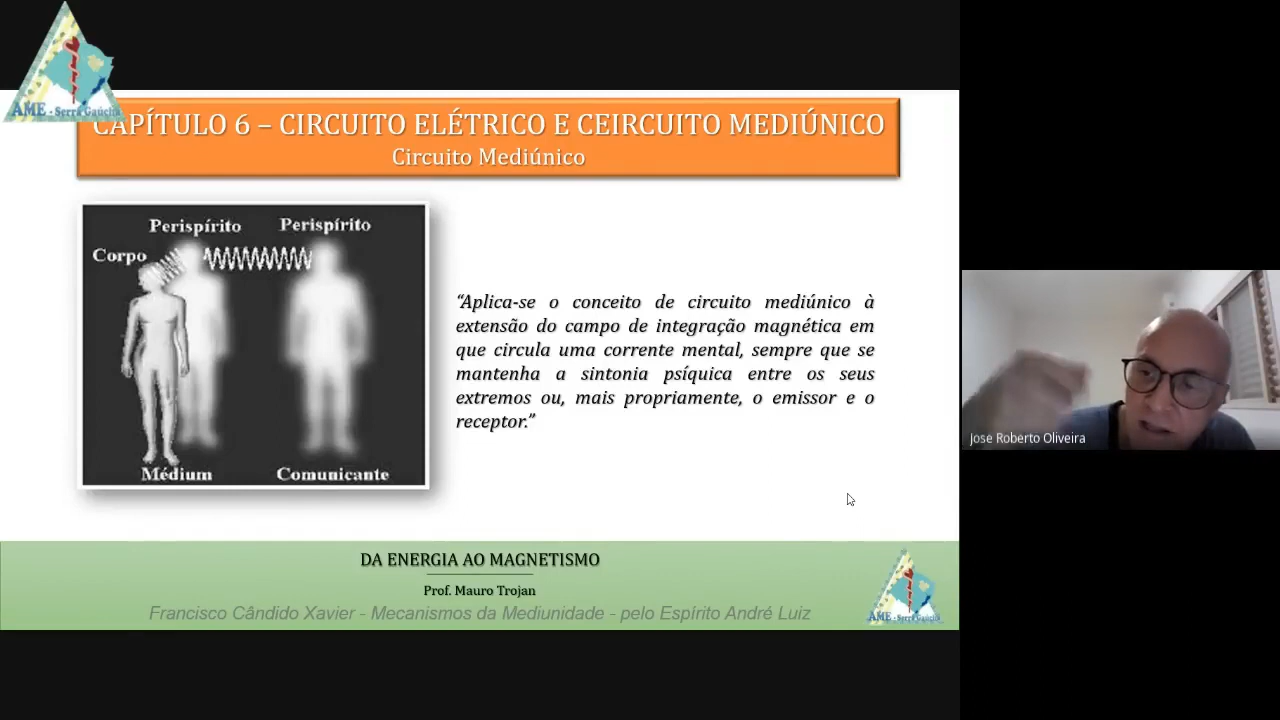 AME - Serra Gaúcha
CAPÍTULO 6 – CIRCUITO ELÉTRICO E CEIRCUITO MEDIÚNICO
Circuito Mediúnico
Perispírito
Perispírito
Corpo
Médium
Comunicante
“Aplica-se o conceito de circuito mediúnico à
extensão do campo de integração magnética em
que circula uma corrente mental, sempre que se
mantenha a sintonia psíquica entre os seus
extremos ou, mais propriamente, o emissor e o
receptor.”
Jose Roberto Oliveira
DA ENERGIA AO MAGNETISMO
Prof. Mauro Trojan
Francisco Cândido Xavier - Mecanismos da Mediunidade - pelo Espírito André Luiz
AME - Serra Gaúcha